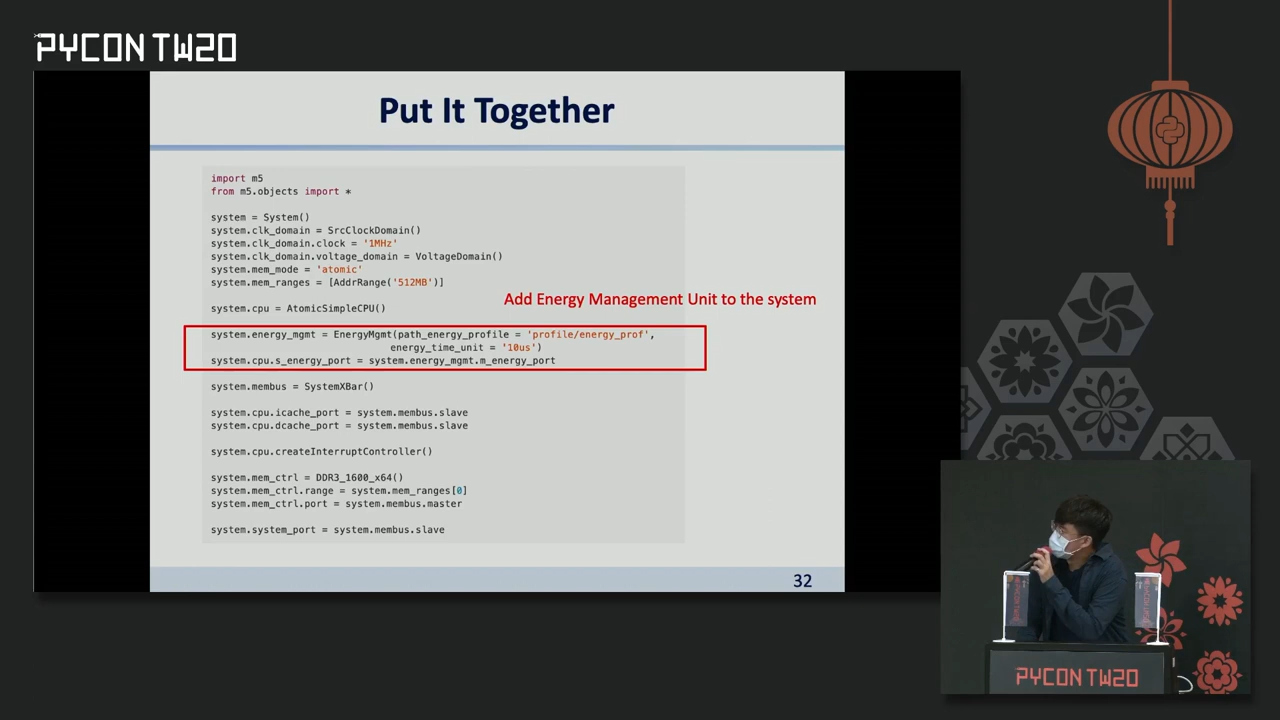 PYCON TW20
Put It Together
import m5
from m5.objects import *
system = System()
system.clk_domain = SrcClockDomain()
system.clk_domain.clock = '1MHz'
system.clk_domain.voltage_domain = VoltageDomain()
system.mem_mode = 'atomic'
system.mem_ranges = [AddrRange('512MB')]
Add Energy Management Unit to the system
system.cpu = AtomicSimpleCPU()
system.energy_mgmt = EnergyMgmt(path_energy_profile = 'profile/energy_prof',
energy_time_unit = '10us')
system.cpu.s_energy_port = system.energy_mgmt.m_energy_port
system.membus = SystemXBar()
system.cpu.icache_port = system.membus.slave
system.cpu.dcache_port = system.membus.slave
system.cpu.createInterruptController()
system.mem_ctrl = DDR3_1600_x64()
system.mem_ctrl.range = system.mem_ranges[0]
system.mem_ctrl.port = system.membus.master
system.system_port = system.membus.slave
32
PYCON TW20